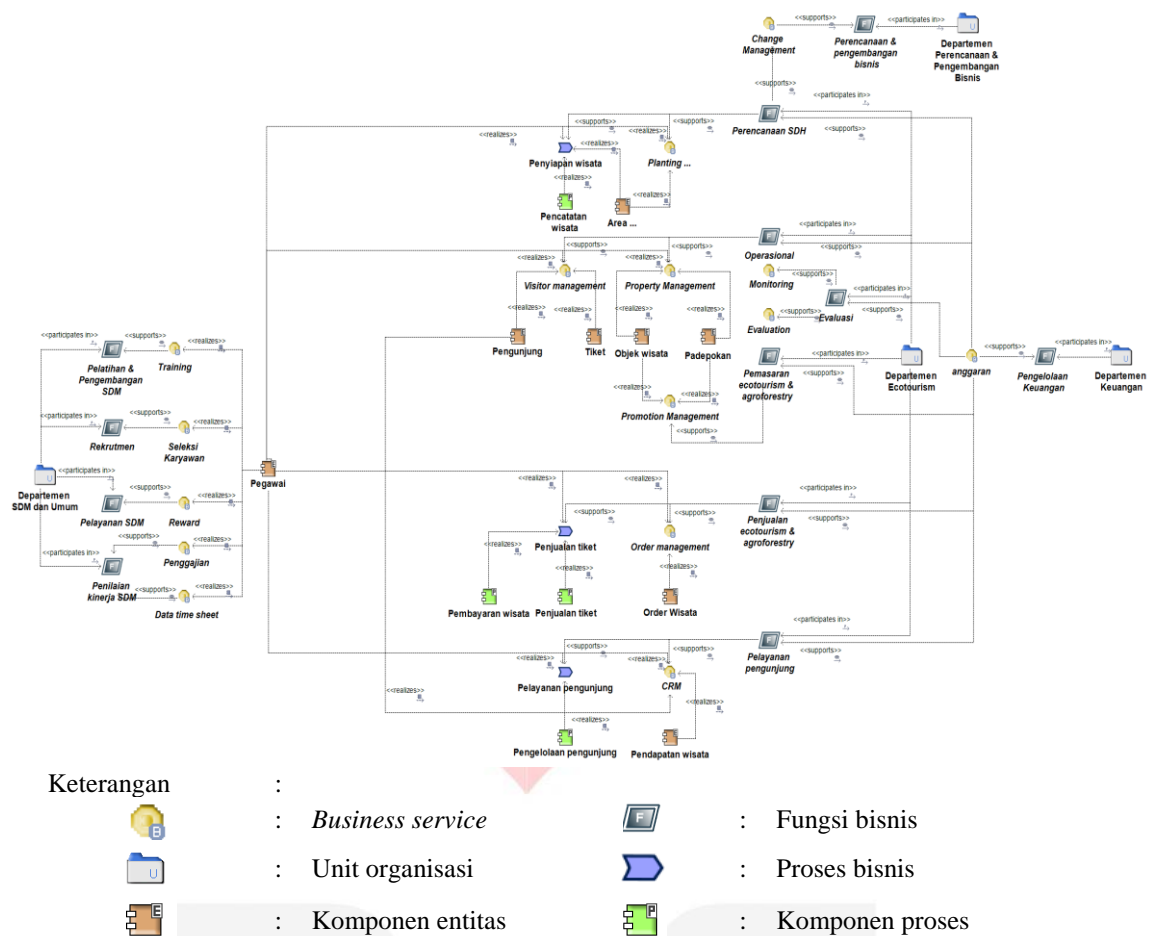 <<supports>>
<<participates in>>
Change
Management
Perencanaan &
pengembangan
bisnis
Departemen
Perencanaan &
Pengembangan
Bisnis
<<supports>>
<<participates in>>
<<supports>>
<<supports>>
<<realizes>>
<<realizes>>
Perencanaan SDH
<<supports>>
Penyiapan wisata
Planting ...
<<realizes>>
<<realizes>>
<<realizes>>
Pencatatan
wisata
Area ...
<<participates in>>
<<supports>>
<<supports>>
Operasional
<<supports>>
<<realizes>>
<<realizes>>
Visitor management
Property Management
Monitoring
<<supports>>
<<participates in>>
<<realizes>>
<<realizes>>
<<realizes>>
<<realizes>>
Evaluation
<<supports>>
Evaluasi
<<supports>>
Pengunjung
Tiket
Objek wisata
Padepokan
<<participates in>>
<<supports>>
<<participates in>>
Pemasaran
ecotourism &
agroforestry
<<supports>>
Departemen
Ecotourism
anggaran
Pengelolaan
Keuangan
Departemen
Keuangan
<<realizes>>
<<realizes>>
Promotion Management
<<supports>>
<<participates in>>
<<supports>>
<<realizes>>
Pelatihan &
Pengembangan
SDM
Training
<<participates in>>
<<supports>>
<<realizes>>
Rekrutmen
Seleksi
Karyawan
<<participates in>>
Departemen
SDM dan Umum
<<supports>>
<<realizes>>
Pelayanan SDM
Reward
<<participates in>>
<<supports>>
<<realizes>>
Penggajian
Penilaian
kinerja SDM
<<supports>>
<<realizes>>
Data time sheet
Pegawai
<<realizes>>
<<realizes>>
<<participates in>>
<<supports>>
<<supports>>
Penjualan
ecotourism &
agroforestry
<<supports>>
Penjualan tiket
Order management
<<realizes>>
<<realizes>>
<<realizes>>
Pembayaran wisata
Penjualan tiket
Order Wisata
<<participates in>>
<<supports>>
<<supports>>
Pelayanan
pengunjung
<<supports>>
<<realizes>>
<<realizes>>
Pelayanan pengunjung
CRM
<<realizes>>
<<realizes>>
<<realizes>>
Pengelolaan pengunjung
Pendapatan wisata
Keterangan :
: Business service
: Fungsi bisnis
: Unit organisasi
: Proses bisnis
: Komponen entitas
: Komponen proses